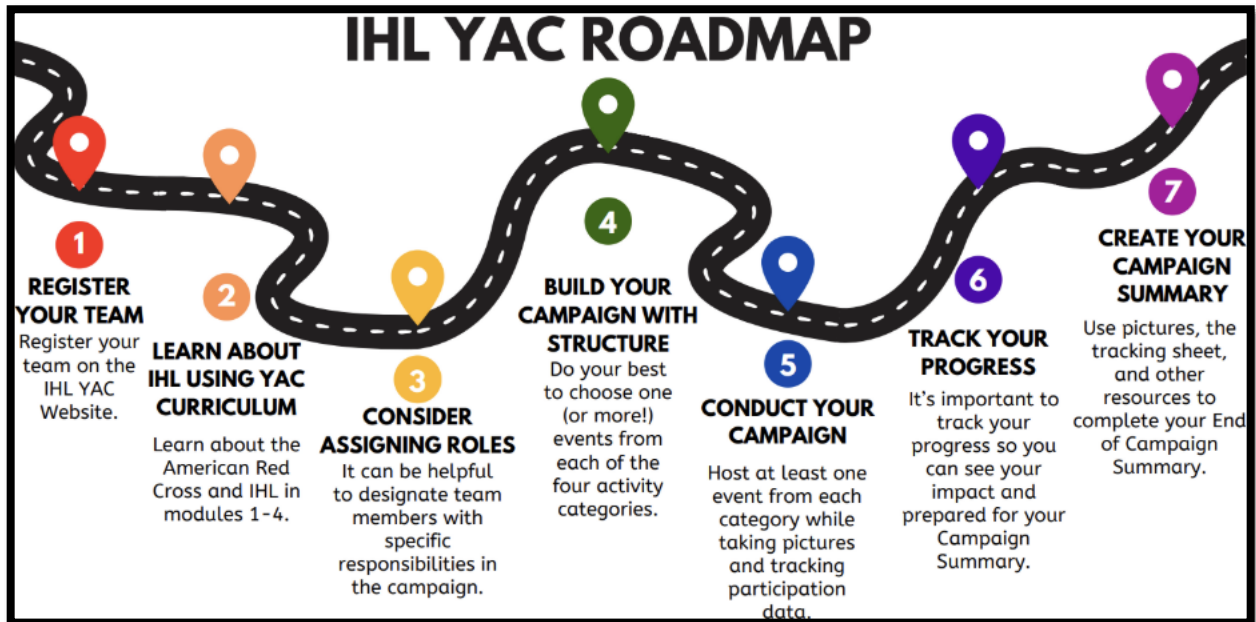 IHL YAC ROADMAP
1
REGISTER
YOUR TEAM
Register your
team on the
IHL YAC
Website.
2
LEARN ABOUT
IHL USING YAC
CURRICULUM
Learn about the
American Red
Cross and IHL in
modules 1-4.
3
CONSIDER
ASSIGNING ROLES
It can be helpful
to designate team
members with
specific
responsibilities in
the campaign.
4
BUILD YOUR
CAMPAIGN WITH
STRUCTURE
Do your best
to choose one
(or more!)
events from
each of the
four activity
categories.
5
CONDUCT YOUR
CAMPAIGN
Host at least one
event from each
category while
taking pictures
and tracking
participation
data.
6
TRACK YOUR
PROGRESS
It's important to
track your
progress so you
can see your
impact and
prepared for your
Campaign
Summary.
7
CREATE YOUR
CAMPAIGN
SUMMARY
Use pictures, the
tracking sheet,
and other
resources to
complete your End
of Campaign
Summary.